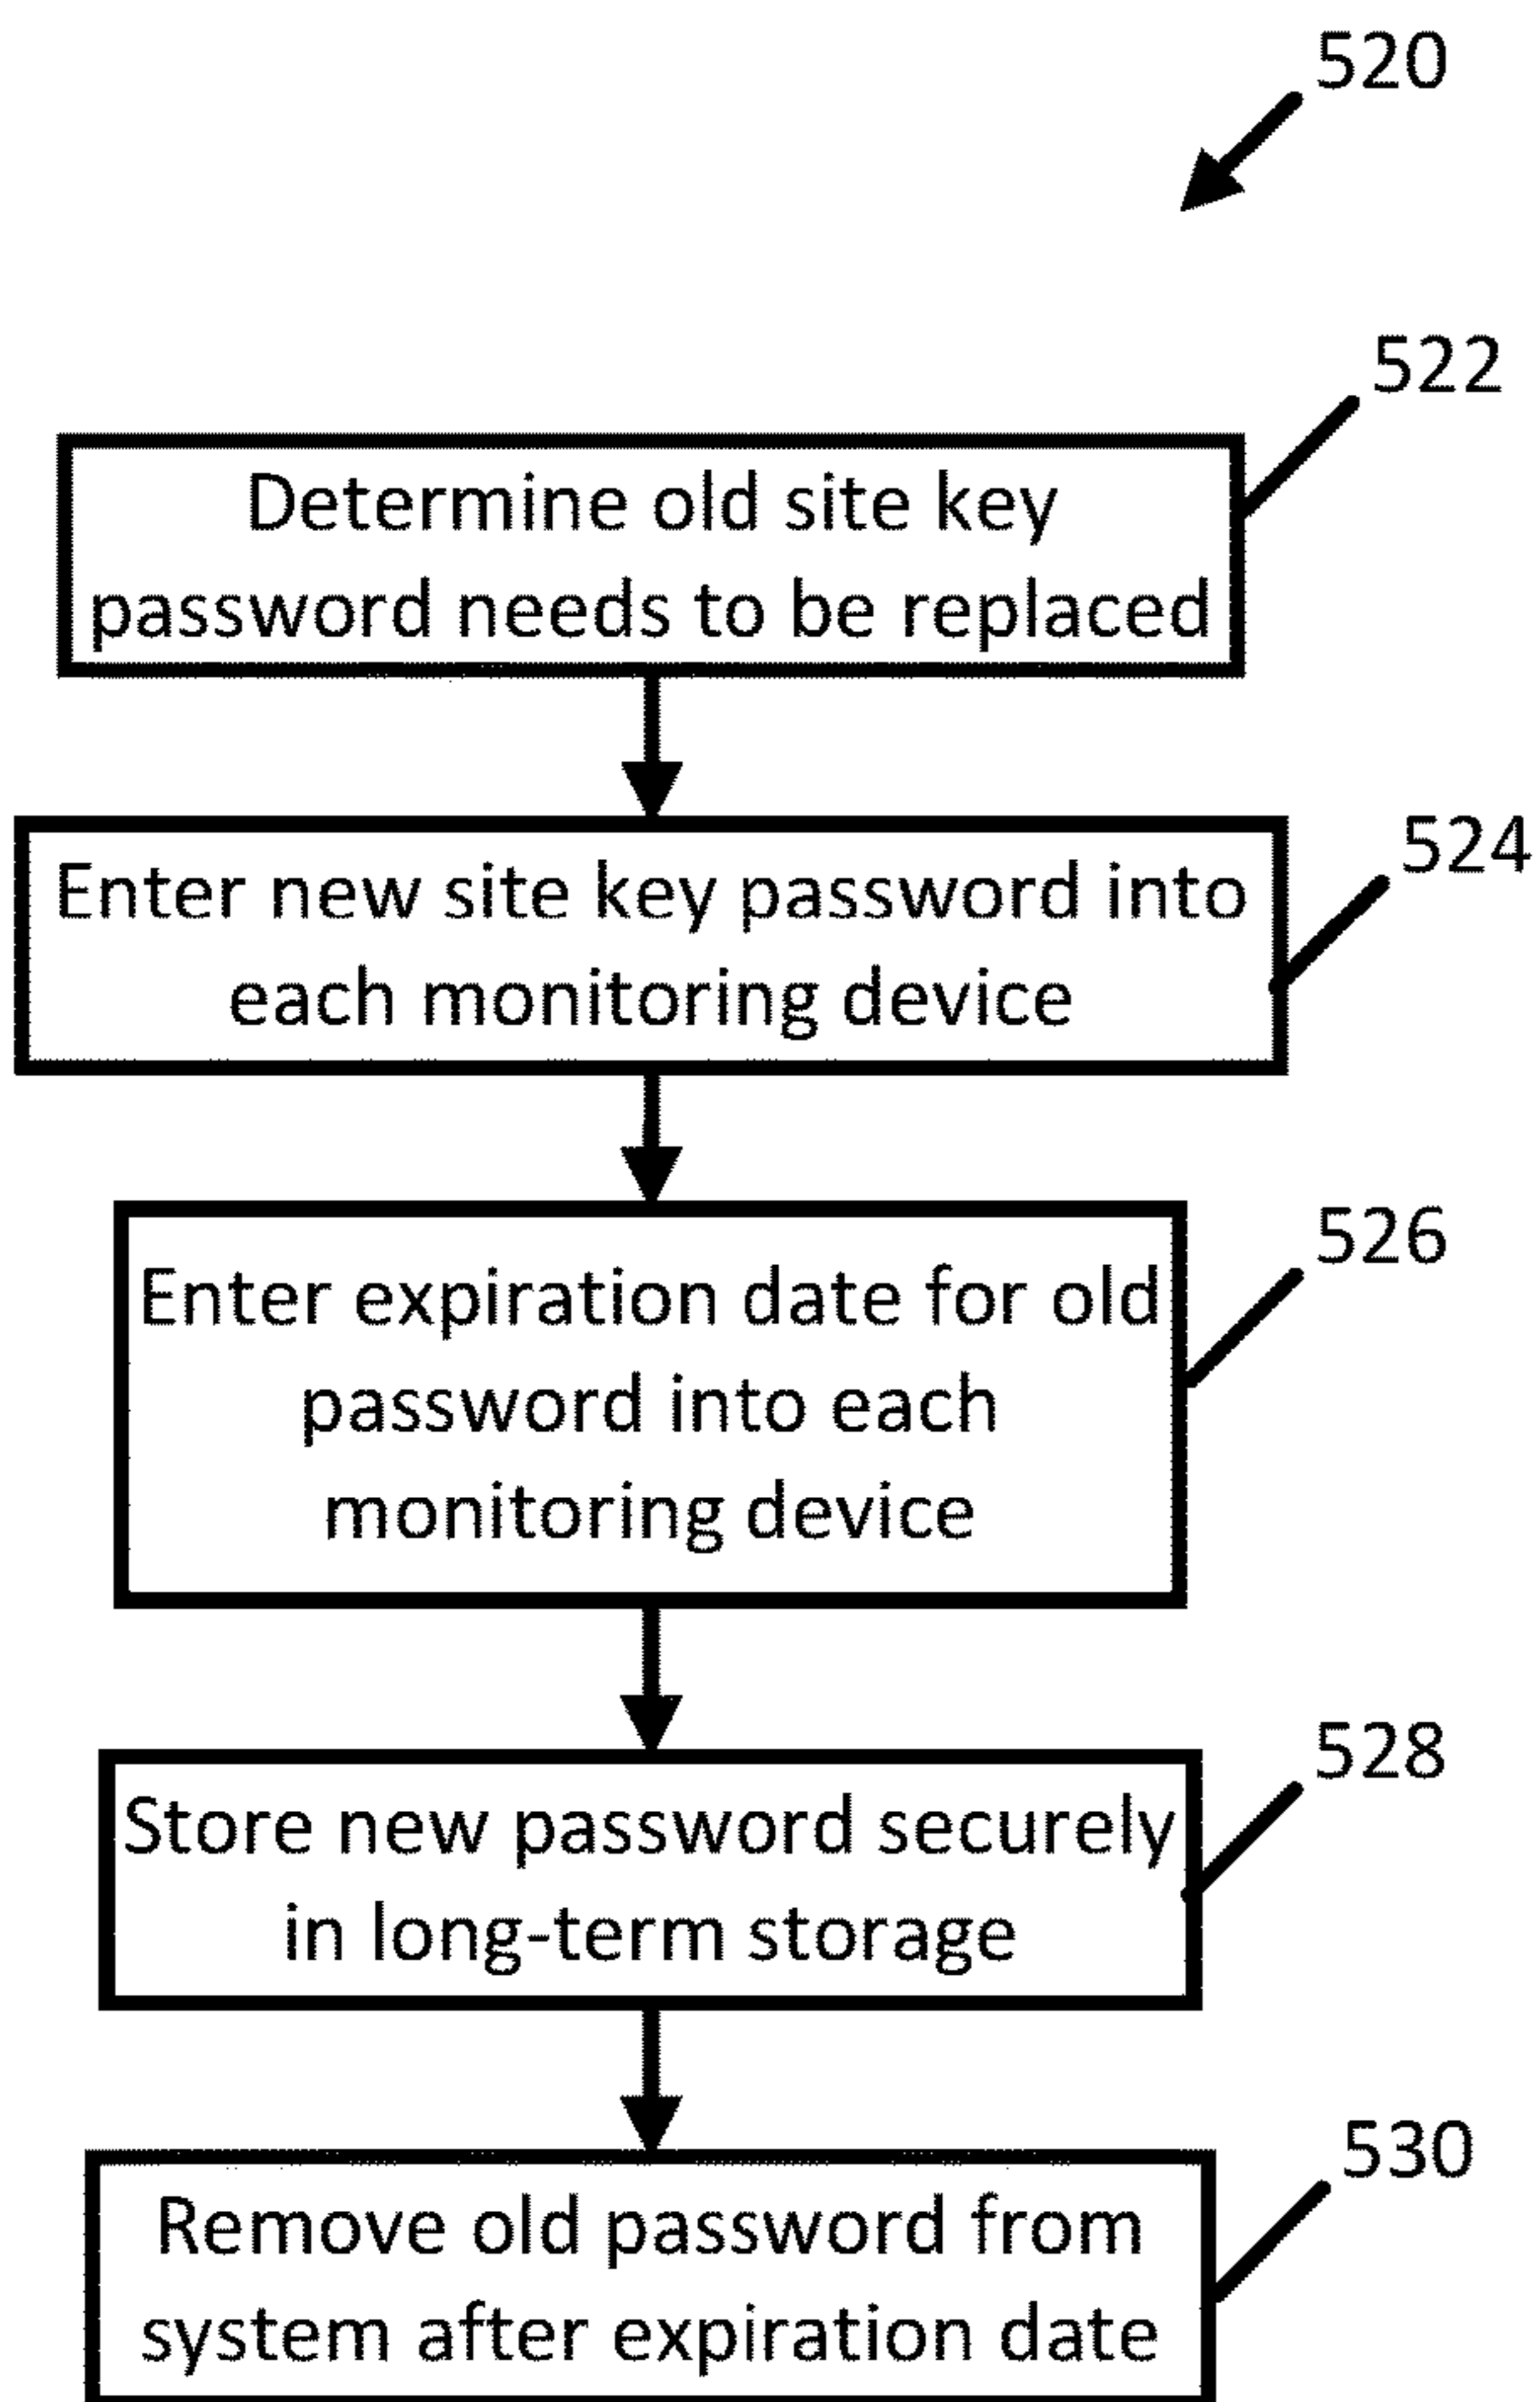 520
522
Determine old site key
password needs to be replaced
524
Enter new site key password into
each monitoring device
526
Enter expiration date for old
password into each
monitoring device
528
Store new password securely
in long-term storage
530
Remove old password from
system after expiration date